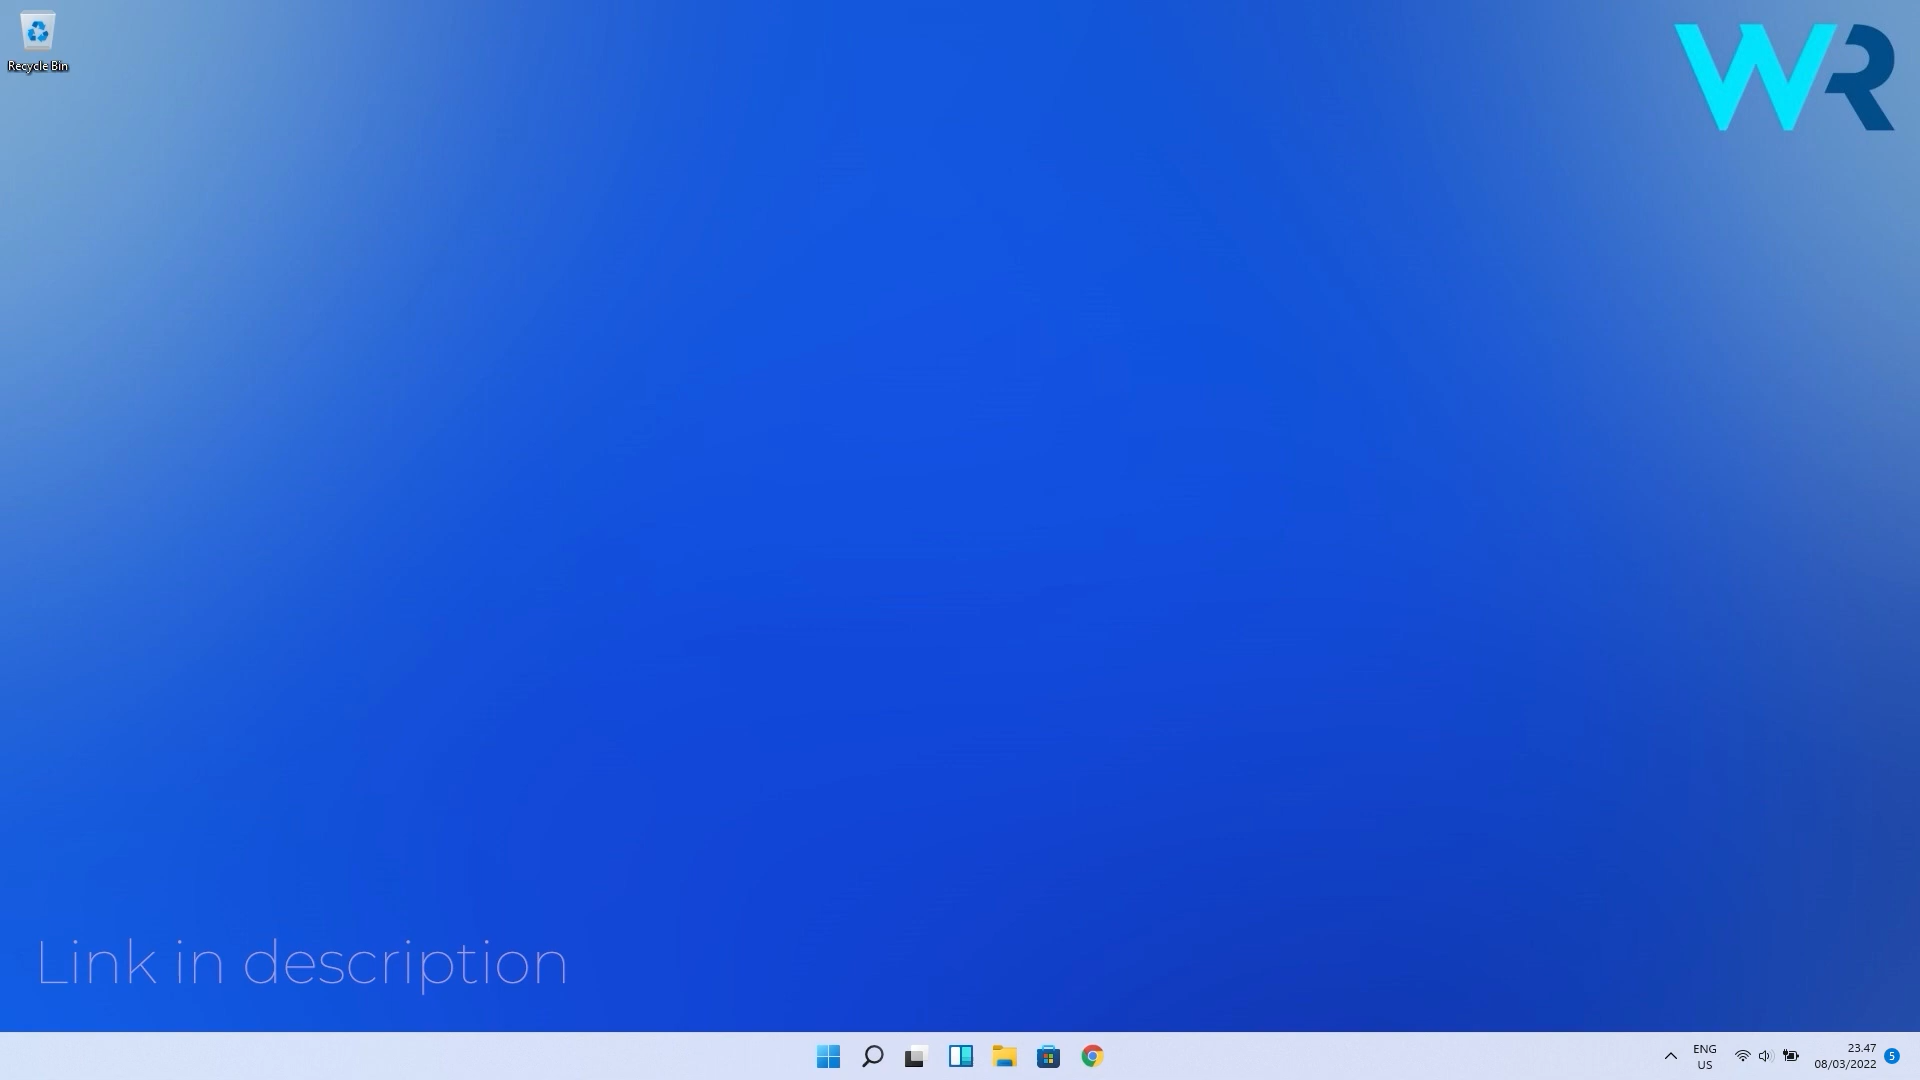 Recycle Bin
WR
Link in description
ENG
US
23.47
08/03/2022
5